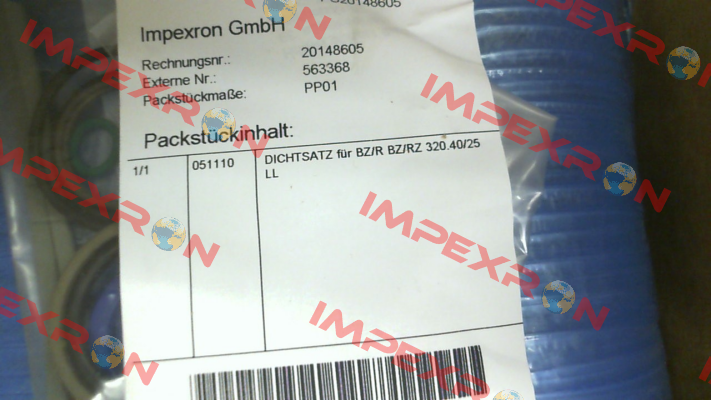 Impexron GmbH
Rechnungsnr.: 20148605
Externe Nr.: 563368
Packstückmaße: PP01
Packstückinhalt:
1/1 051110 DICHTSATZ für BZ/R BZ/RZ 320.40/25
LL
IMPEXRON
IMPEXRON
IMPEXRON
IMPEXRON
IMPEXRON
IMPEXRON